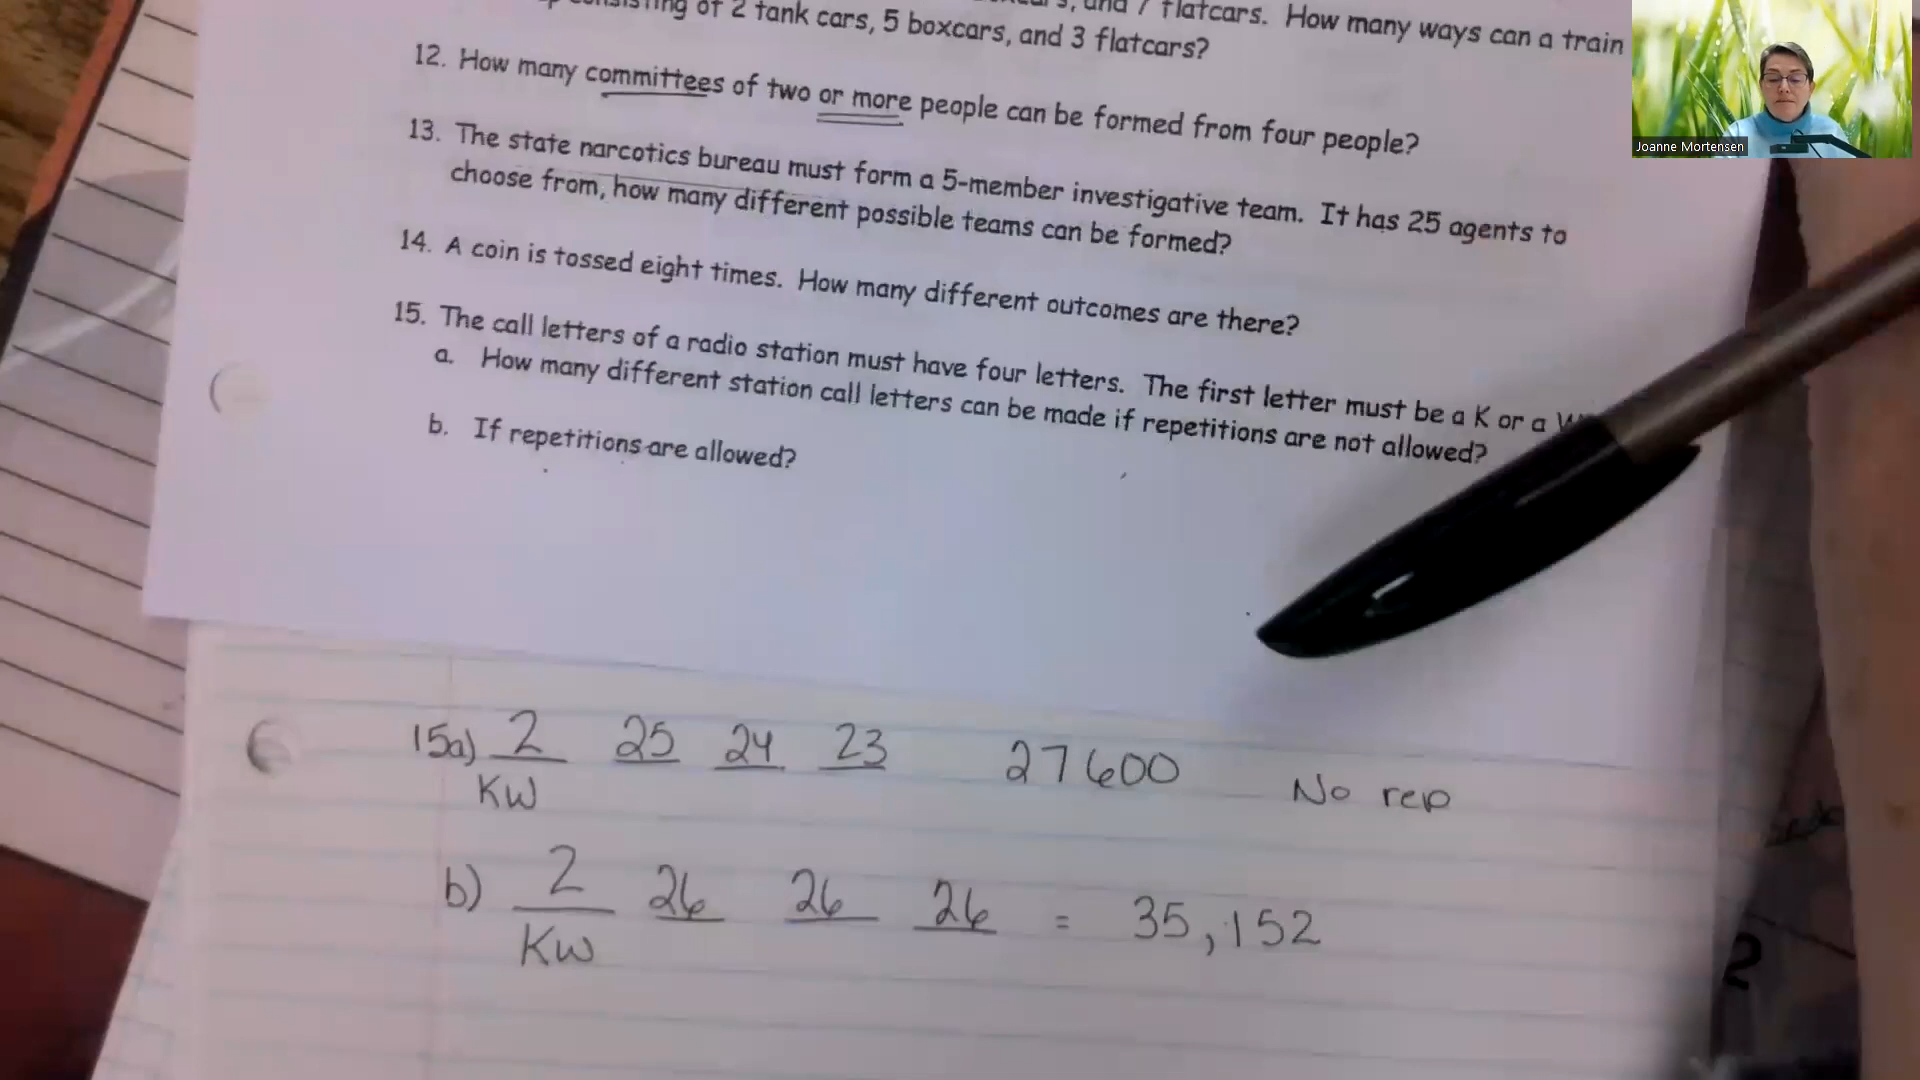 consisting of 2 tank cars, 5 boxcars, and 3 flatcars?
and 7 flatcars. How many ways can a train
12. How many committees of two or more people can be formed from four people?
13. The state narcotics bureau must form a 5-member investigative team. It has 25 agents to
choose from, how many different possible teams can be formed?
14. A coin is tossed eight times. How many different outcomes are there?
15. The call letters of a radio station must have four letters. The first letter must be a K or a
a. How many different station call letters can be made if repetitions are not allowed?
b. If repetitions are allowed?
15a) 2 25 24 23 27600 No rep
KW
b) 2 26 26 26 = 35,152
KW
2
Joanne Mortensen